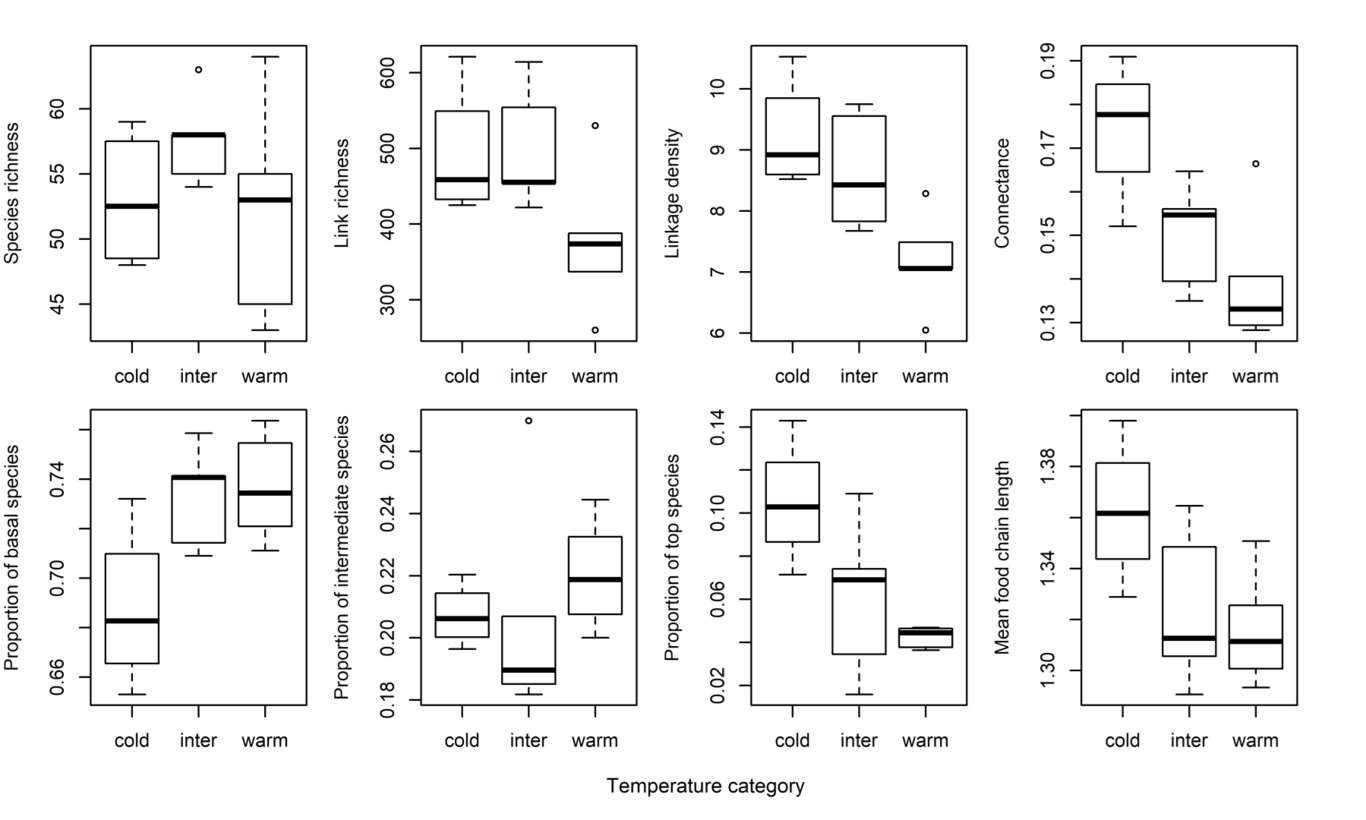 Species richness
60
55
50
45
cold inter warm
Link richness
600
500
400
300
cold inter warm
Linkage density
10
9
8
7
6
cold inter warm
Connectance
0.19
0.17
0.15
0.13
cold inter warm
Proportion of basal species
0.74
0.70
0.66
cold inter warm
Proportion of intermediate species
0.26
0.24
0.22
0.20
0.18
cold inter warm
Proportion of top species
0.14
0.10
0.06
0.02
cold inter warm
Mean food chain length
1.38
1.34
1.30
cold inter warm
Temperature category